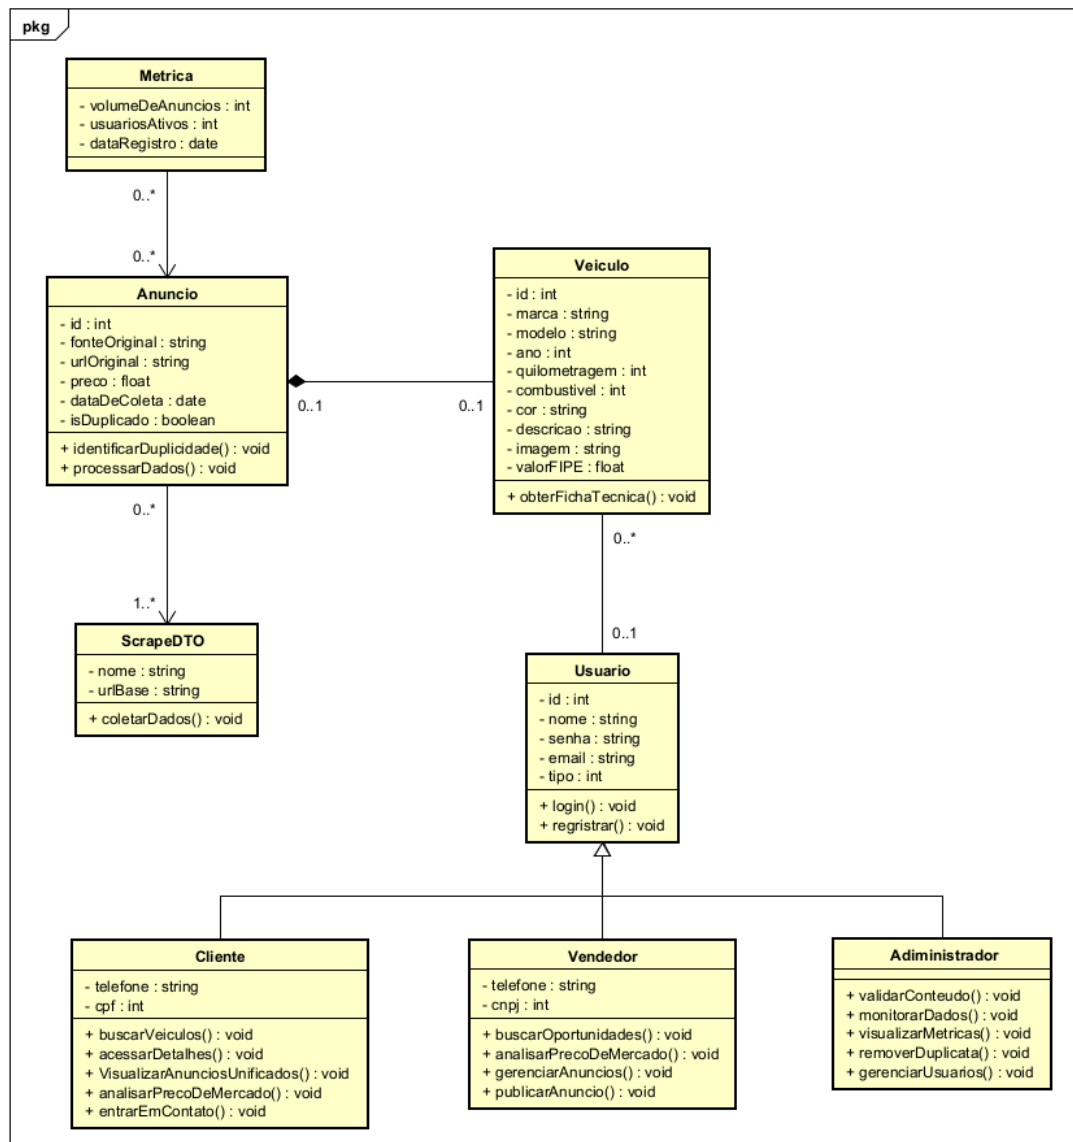 pkg
Metrica
- volumeDeAnuncios : int
- usuariosAtivos : int
- dataRegistro : date
0..*
0..*
Anuncio
- id : int
- fonteOriginal : string
- urlOriginal : string
- preco : float
- dataDeColeta : date
- isDuplicado : boolean
+ identificarDuplicidade() : void
+ processarDados() : void
0..1
0..1
Veiculo
- id : int
- marca : string
- modelo : string
- ano : int
- quilometragem : int
- combustivel : int
- cor : string
- descricao : string
- imagem : string
- valorFIPE : float
+ obterFichaTecnica() : void
0..*
1..*
ScrapeDTO
- nome : string
- urlBase : string
+ coletarDados() : void
0..*
0..1
Usuario
- id : int
- nome : string
- senha : string
- email : string
- tipo : int
+ login() : void
+ regristrar() : void
Cliente
- telefone : string
- cpf : int
+ buscarVeiculos() : void
+ acessarDetalhes() : void
+ VisualizarAnunciosUnificados() : void
+ analisarPrecoDeMercado() : void
+ entrarEmContato() : void
Vendedor
- telefone : string
- cnpj : int
+ buscarOportunidades() : void
+ analisarPrecoDeMercado() : void
+ gerenciarAnuncios() : void
+ publicarAnuncio() : void
Adiministrador
+ validarConteudo() : void
+ monitorarDados() : void
+ visualizarMetricas() : void
+ removerDuplicata() : void
+ gerenciarUsuarios() : void